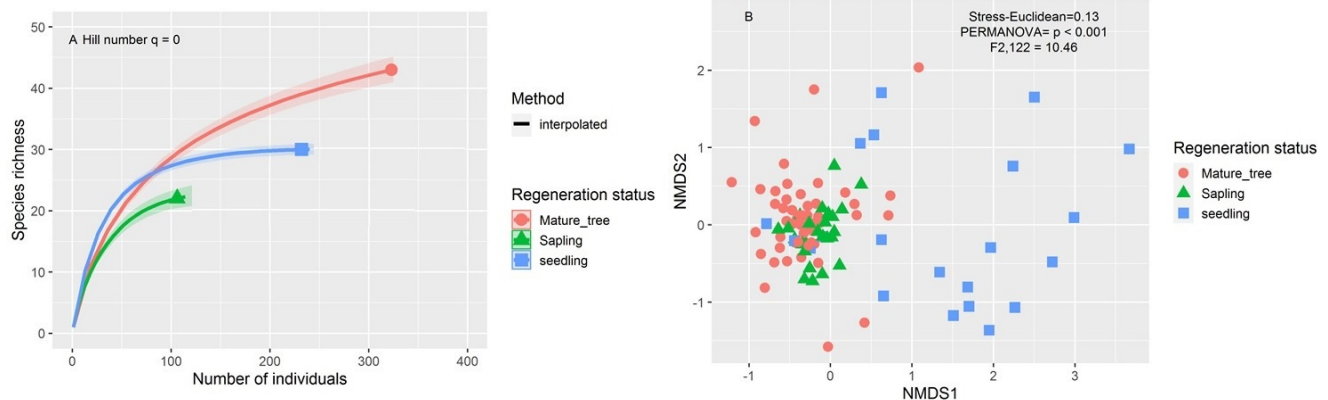 A Hill number q = 0
50
40
30
20
10
0
Species richness
0 100 200 300 400
Number of individuals
Method
interpolated
Regeneration status
Mature_tree
Sapling
seedling
B
Stress-Euclidean=0.13
PERMANOVA= p < 0.001
F2,122 = 10.46
2
1
0
-1
NMDS2
-1 0 1 2 3
NMDS1
Regeneration status
Mature_tree
Sapling
seedling